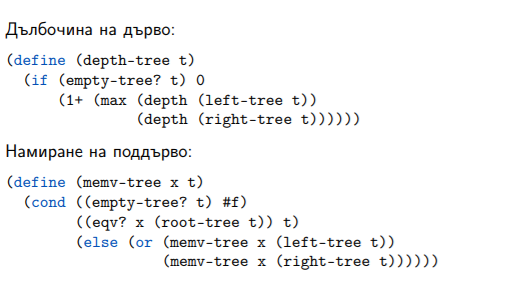 Дълбочина на дърво:
(define (depth-tree t)
  (if (empty-tree? t) 0
      (1+ (max (depth (left-tree t))
               (depth (right-tree t))))))
Намиране на поддърво:
(define (memv-tree x t)
  (cond ((empty-tree? t) #f)
        ((eqv? x (root-tree t)) t)
        (else (or (memv-tree x (left-tree t))
                  (memv-tree x (right-tree t))))))